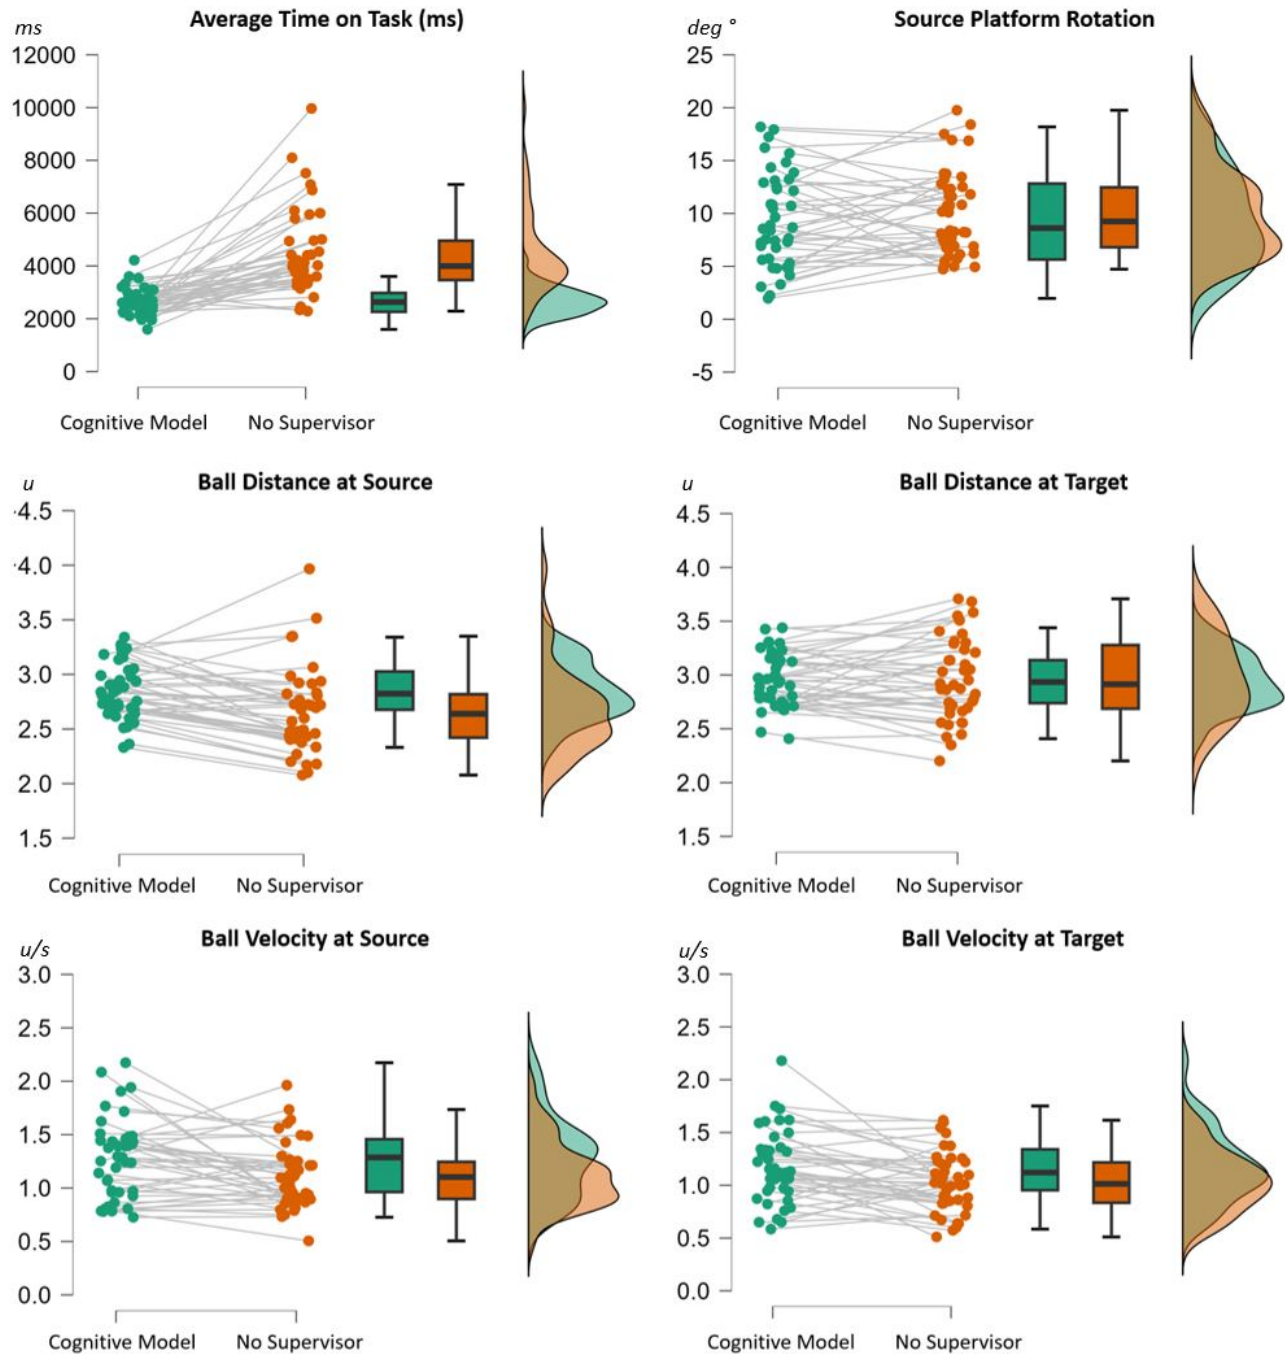 Average Time on Task (ms)
ms
12000
10000
8000
6000
4000
2000
0
Cognitive Model
No Supervisor
Source Platform Rotation
deg °
25
20
15
10
5
0
-5
Cognitive Model
No Supervisor
Ball Distance at Source
u
4.5
4.0
3.5
3.0
2.5
2.0
1.5
Cognitive Model
No Supervisor
Ball Distance at Target
u
4.5
4.0
3.5
3.0
2.5
2.0
1.5
Cognitive Model
No Supervisor
Ball Velocity at Source
u/s
3.0
2.5
2.0
1.5
1.0
0.5
0.0
Cognitive Model
No Supervisor
Ball Velocity at Target
u/s
3.0
2.5
2.0
1.5
1.0
0.5
0.0
Cognitive Model
No Supervisor